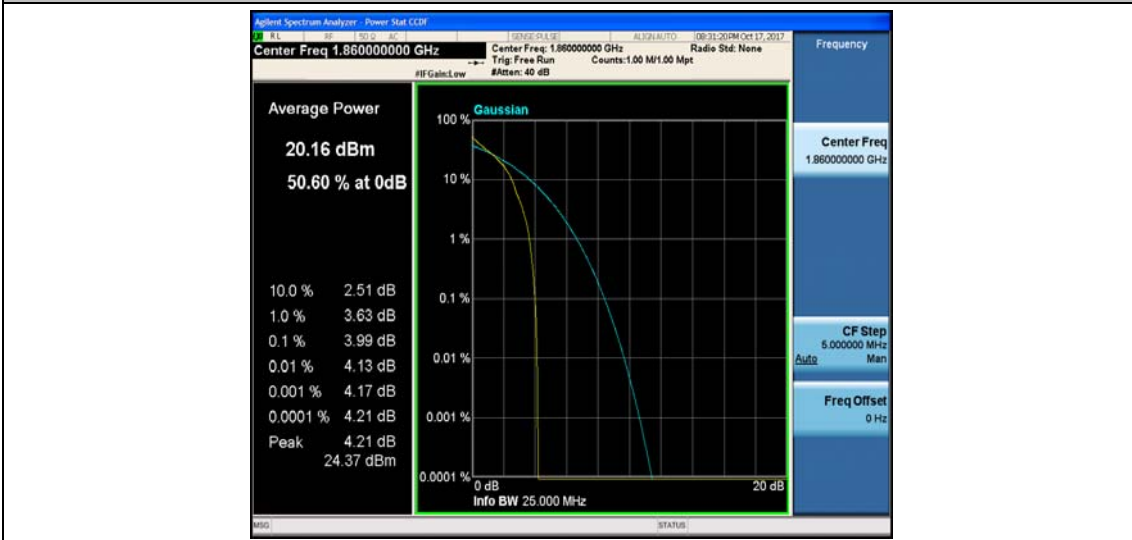 Agilent Spectrum Analyzer - Power Stat CCDF
RL RF 50 Ω AC SENSE:PULSE ALIGNAUTO 08:31:20PM Oct 17, 2017
Center Freq 1.860000000 GHz
Center Freq: 1.860000000 GHz Radio Std: None
Trig: Free Run Counts:1.00 M/1.00 Mpt
#IFGain:Low #Atten: 40 dB
Frequency
Average Power
20.16 dBm
50.60 % at 0dB
10.0 % 2.51 dB
1.0 % 3.63 dB
0.1 % 3.99 dB
0.01 % 4.13 dB
0.001 % 4.17 dB
0.0001 % 4.21 dB
Peak 4.21 dB
24.37 dBm
Gaussian
100 %
10 %
1 %
0.1 %
0.01 %
0.001 %
0.0001 %
0 dB 20 dB
Info BW 25.000 MHz
Center Freq
1.860000000 GHz
CF Step
5.000000 MHz
Auto Man
Freq Offset
0 Hz
MSG STATUS